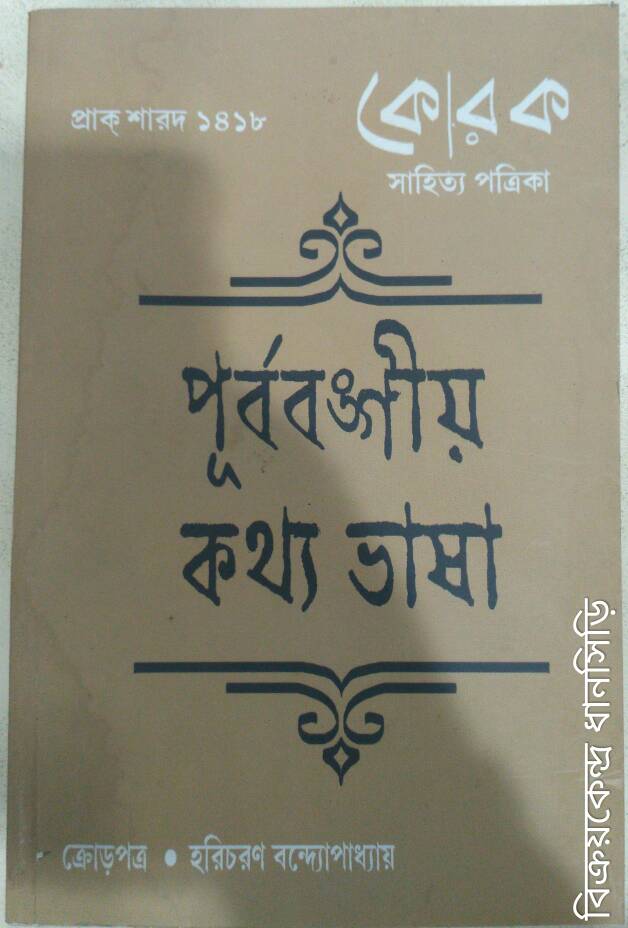 প্রাক্ শারদ ১৪১৮
কোরক
সাহিত্য পত্রিকা
পূর্ববঙ্গীয়
কথ্য ভাষা
ক্রোড়পত্র • হরিচরণ বন্দ্যোপাধ্যায়
বিক্রয়কেন্দ্র ধানসিড়ি